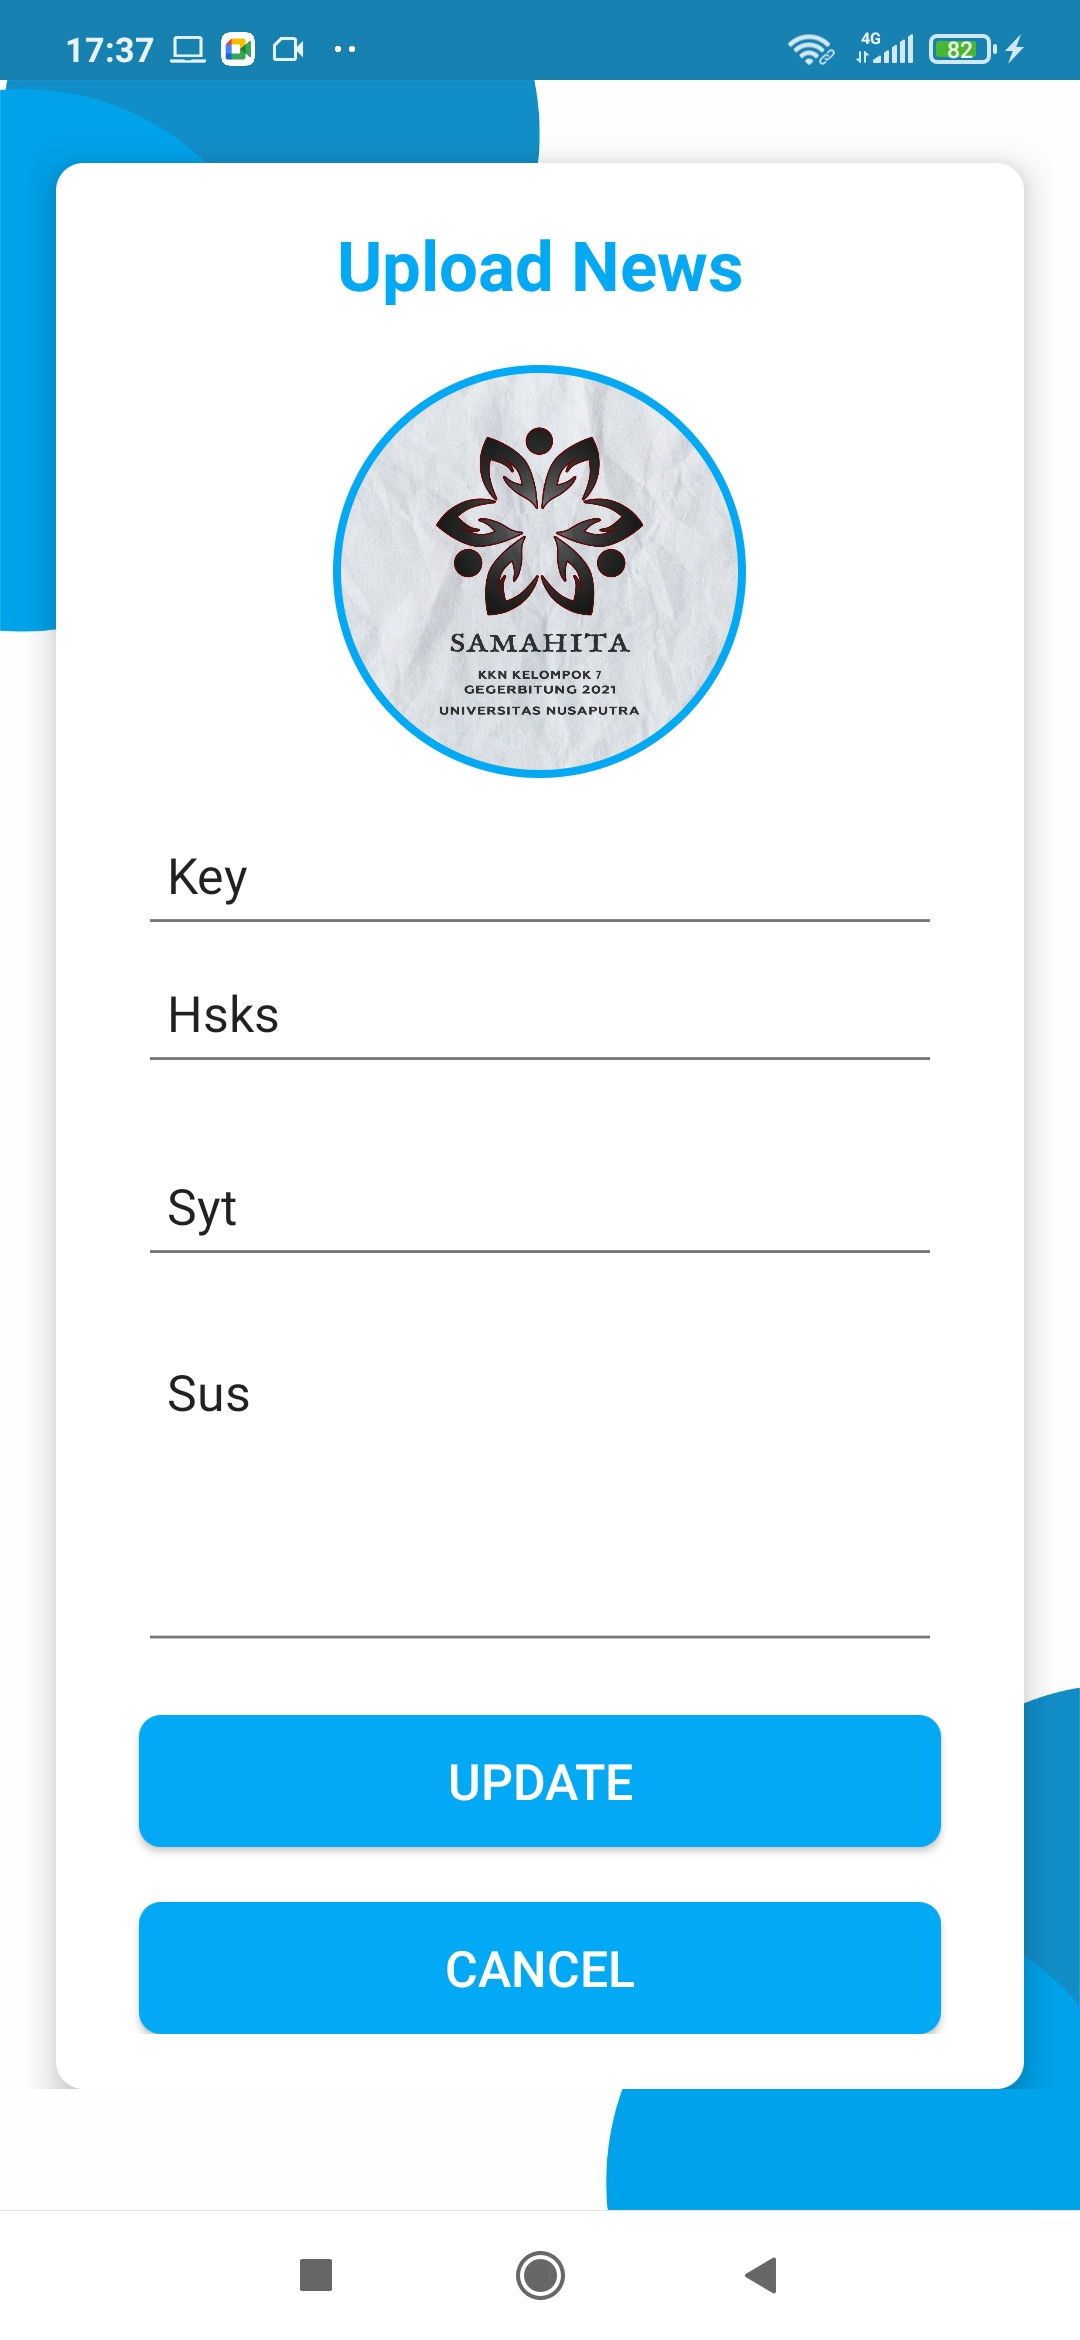 17:37
4G
82
Upload News
SAMAHITA
KKN KELOMPOK 7
GEGERBITUNG 2021
UNIVERSITAS NUSAPUTRA
Key
Hsks
Syt
Sus
UPDATE
CANCEL